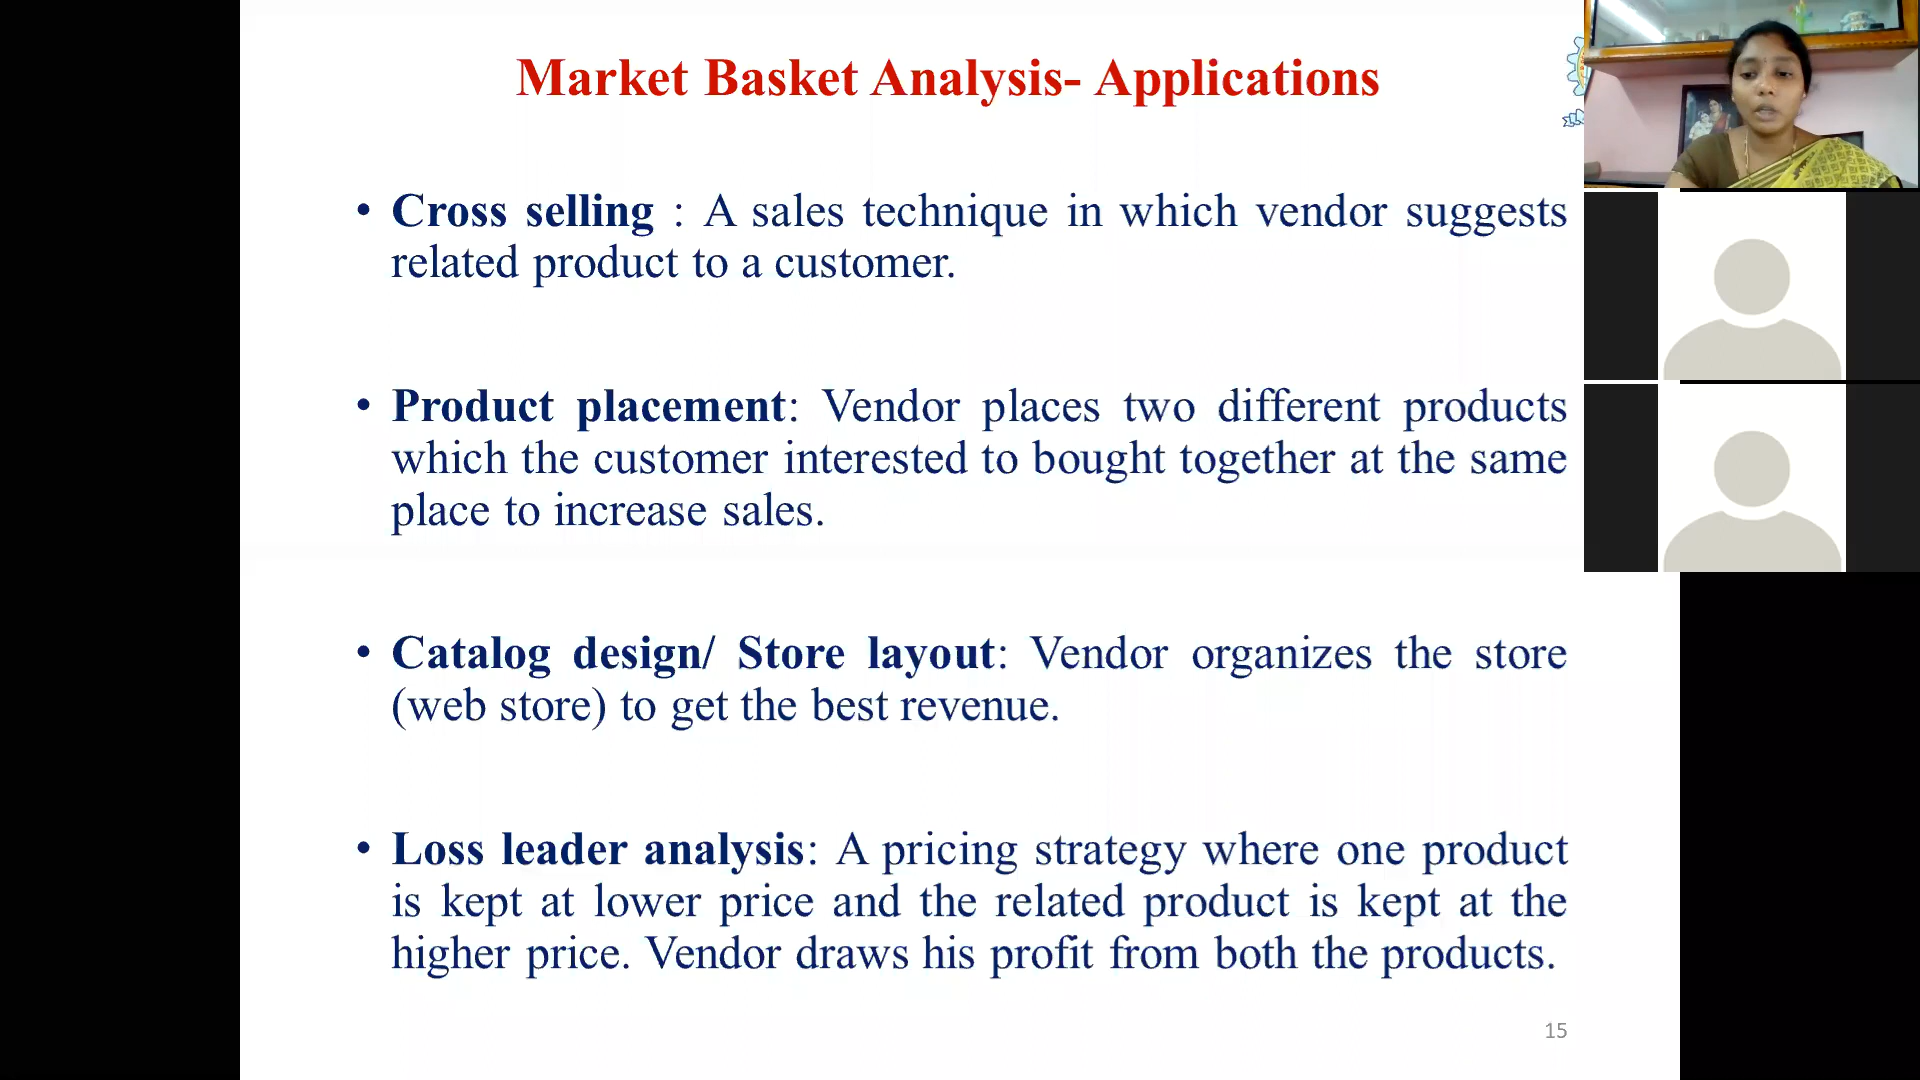 Market Basket Analysis- Applications
• Cross selling : A sales technique in which vendor suggests
related product to a customer.
• Product placement: Vendor places two different products
which the customer interested to bought together at the same
place to increase sales.
• Catalog design/ Store layout: Vendor organizes the store
(web store) to get the best revenue.
• Loss leader analysis: A pricing strategy where one product
is kept at lower price and the related product is kept at the
higher price. Vendor draws his profit from both the products.
15